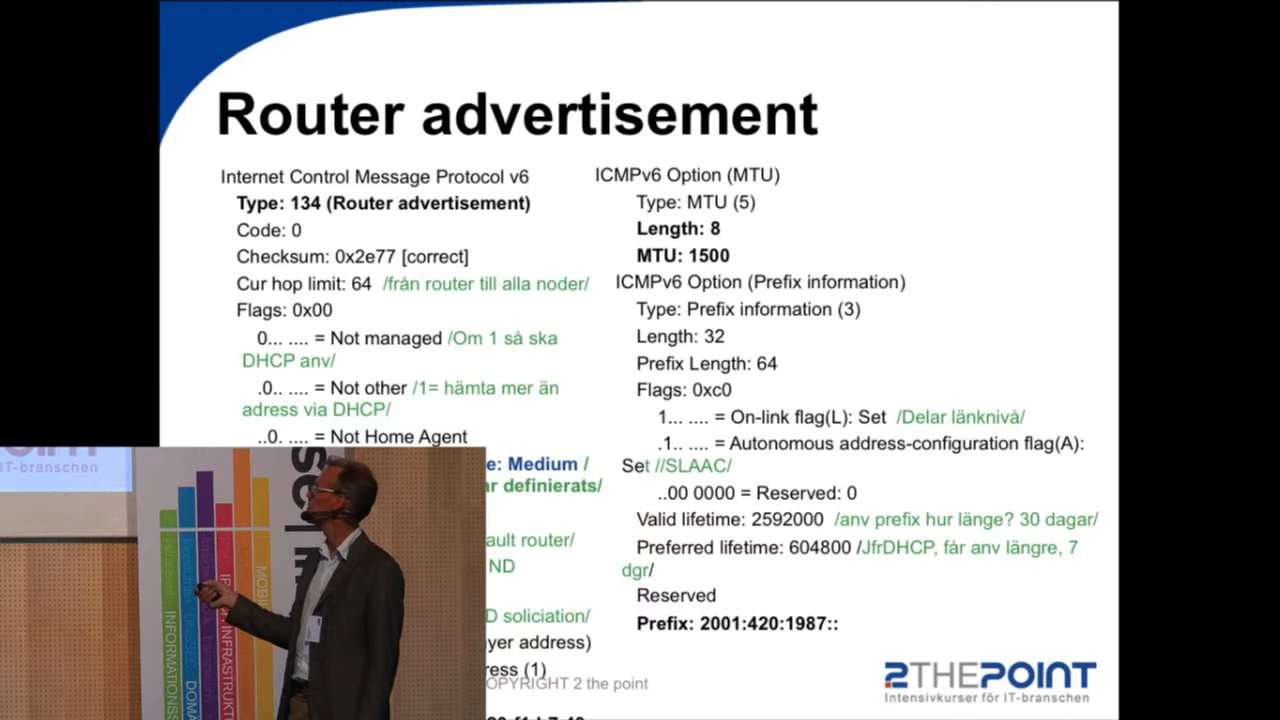 Router advertisement
Internet Control Message Protocol v6
Type: 134 (Router advertisement)
Code: 0
Checksum: 0x2e77 [correct]
Cur hop limit: 64 /från router till alla noder/
Flags: 0x00
0... .... = Not managed /Om 1 så ska
DHCP anv/
.0.. .... = Not other /1= hämta mer än
adress via DHCP/
..0. .... = Not Home Agent
e: Medium /
ar definierats/
ault router/
ND
D soliciation/
yer address)
ress (1)
OPYRIGHT 2 the point
ICMPv6 Option (MTU)
Type: MTU (5)
Length: 8
MTU: 1500
ICMPv6 Option (Prefix information)
Type: Prefix information (3)
Length: 32
Prefix Length: 64
Flags: 0xc0
1... .... = On-link flag(L): Set /Delar länknivå/
.1.. .... = Autonomous address-configuration flag(A):
Set //SLAAC/
..00 0000 = Reserved: 0
Valid lifetime: 2592000 /anv prefix hur länge? 30 dagar/
Preferred lifetime: 604800 /JfrDHCP, får anv längre, 7
dgr/
Reserved
Prefix: 2001:420:1987::
2THEPOINT
Intensivkurser för IT-branschen
IT-branschen
INFORMATIONSS
DOMÄ
INFRASTRUKT
MOBI